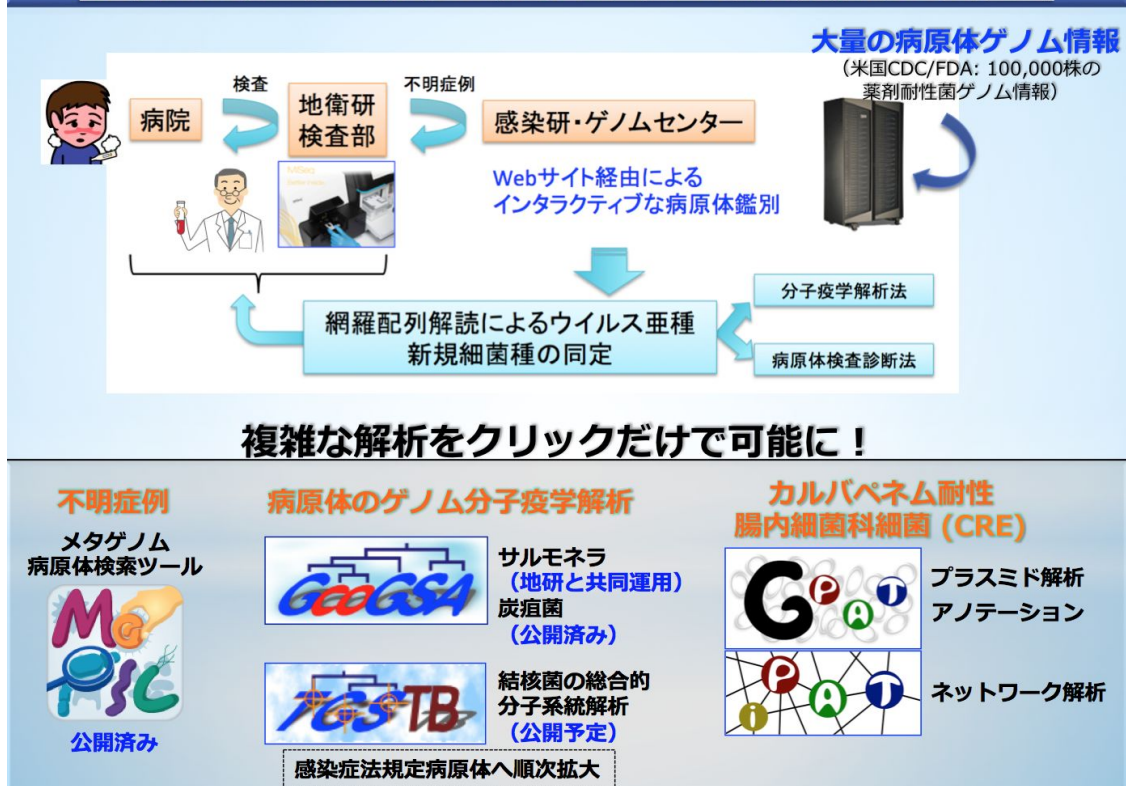 大量の病原体ゲノム情報
（米国CDC/FDA: 100,000株の
薬剤耐性菌ゲノム情報）
検査
不明症例
病院
地衛研
検査部
感染研・ゲノムセンター
MiSeq
Webサイト経由による
インタラクティブな病原体鑑別
分子疫学解析法
網羅配列解読によるウイルス亜種
新規細菌種の同定
病原体検査診断法
複雑な解析をクリックだけで可能に！
不明症例
メタゲノム
病原体検索ツール
MG
PSC
公開済み
病原体のゲノム分子疫学解析
GcoGSA
サルモネラ
（地研と共同運用）
炭疽菌
（公開済み）
TGS-TB
結核菌の総合的
分子系統解析
（公開予定）
感染症法規定病原体へ順次拡大
カルバペネム耐性
腸内細菌科細菌 (CRE)
GPAT
プラスミド解析
アノテーション
iPAT
ネットワーク解析